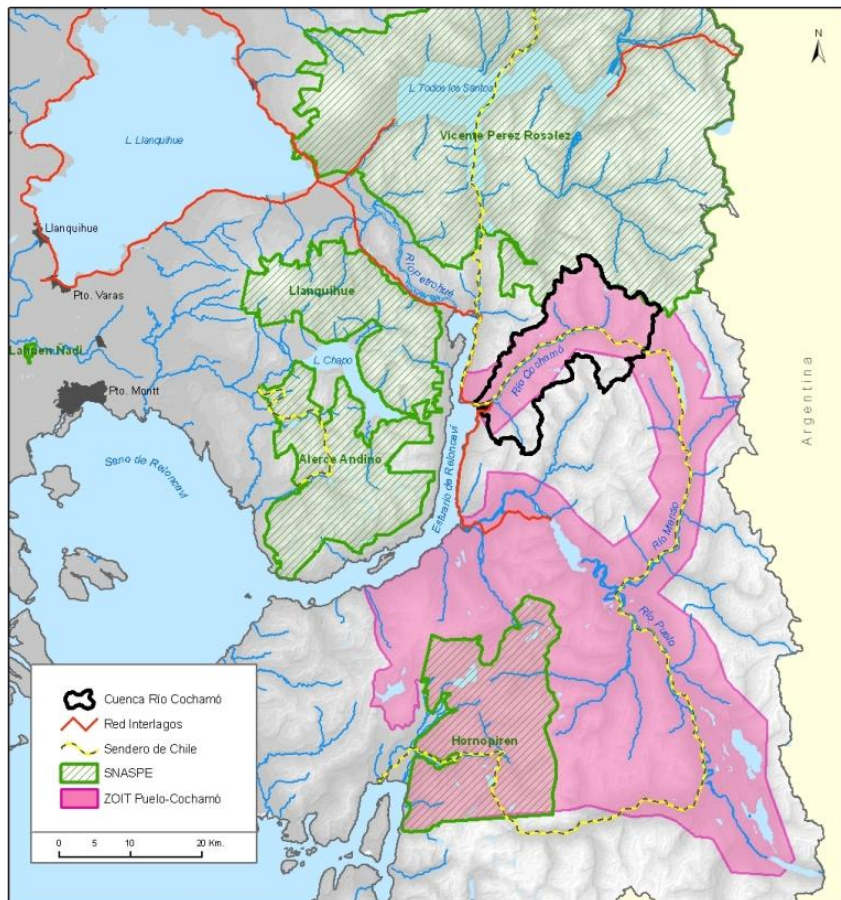 N
L. Todos los Santos
Vicente Perez Rosalez
L. Llanquihue
Llanquihue
Río Petrohué
Pto. Varas
Llanquihue
Lahuen Nadi
L. Chapo
Río Cochamó
Pto. Montt
Argentina
Alerce Andino
Seno de Reloncaví
Estuario de Reloncaví
Río Manso
Río Puelo
Hornopiren
Cuenca Río Cochamó
Red Interlagos
Sendero de Chile
SNASPE
ZOIT Puelo-Cochamó
0 5 10 20 Km.